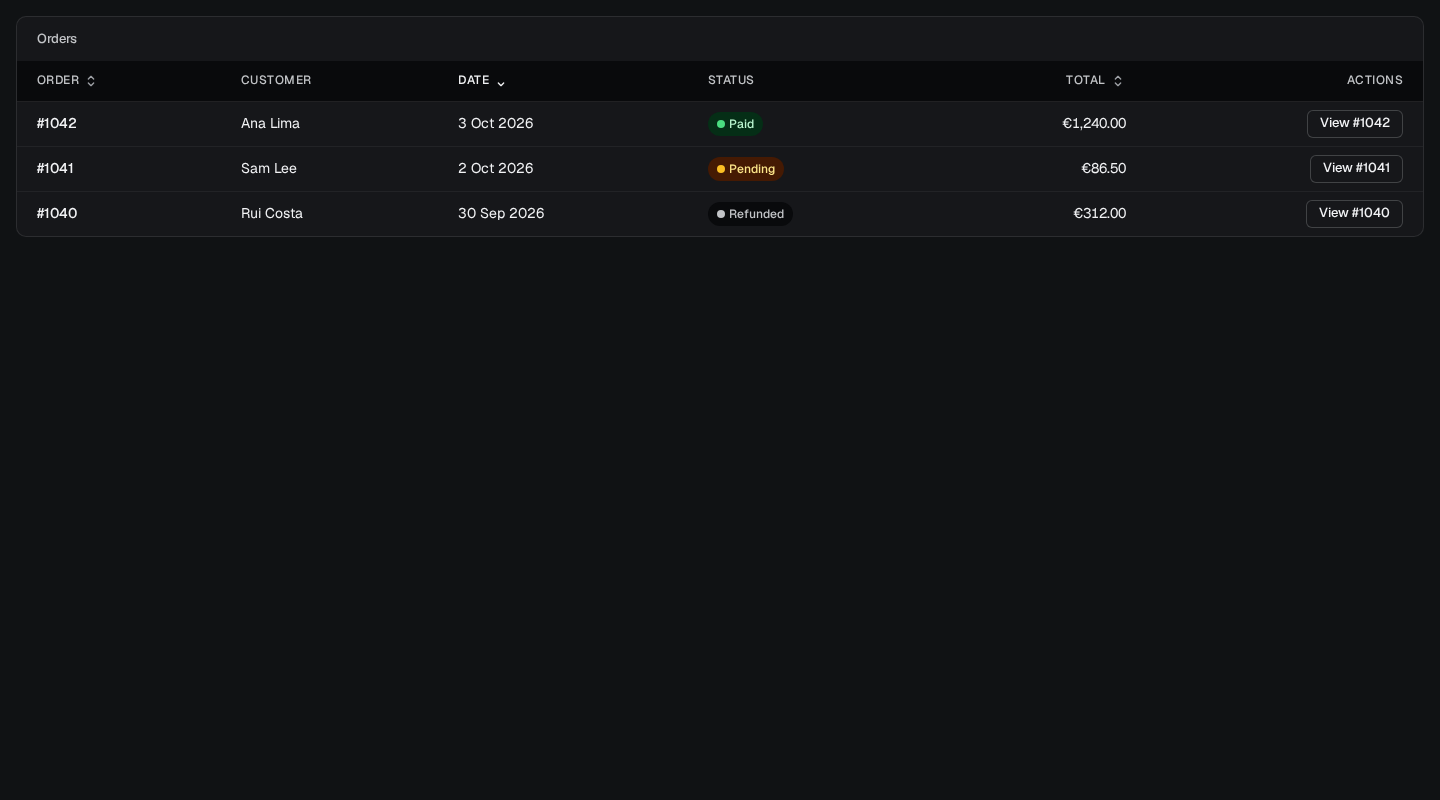 Orders
ORDER CUSTOMER DATE STATUS TOTAL ACTIONS
#1042 Ana Lima 3 Oct 2026 Paid €1,240.00 View #1042
#1041 Sam Lee 2 Oct 2026 Pending €86.50 View #1041
#1040 Rui Costa 30 Sep 2026 Refunded €312.00 View #1040